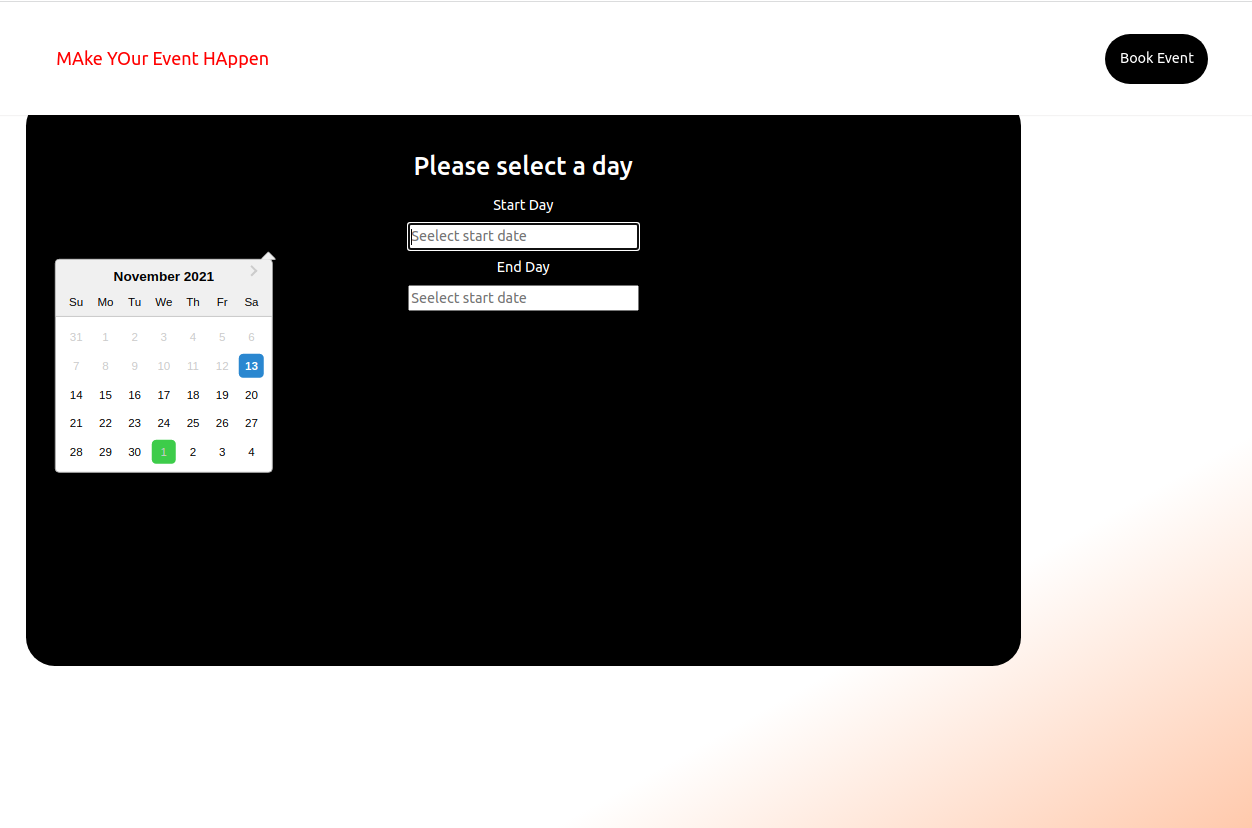 MAke YOur Event HAppen
Book Event
Please select a day
Start Day
Seelect start date
End Day
Seelect start date
November 2021
Su Mo Tu We Th Fr Sa
31 1 2 3 4 5 6
7 8 9 10 11 12 13
14 15 16 17 18 19 20
21 22 23 24 25 26 27
28 29 30 1 2 3 4